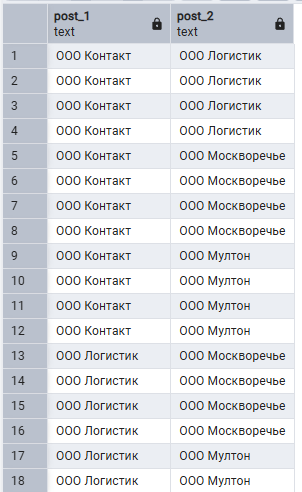 post_1 post_2
text text
1 ООО Контакт ООО Логистик
2 ООО Контакт ООО Логистик
3 ООО Контакт ООО Логистик
4 ООО Контакт ООО Логистик
5 ООО Контакт ООО Москворечье
6 ООО Контакт ООО Москворечье
7 ООО Контакт ООО Москворечье
8 ООО Контакт ООО Москворечье
9 ООО Контакт ООО Мултон
10 ООО Контакт ООО Мултон
11 ООО Контакт ООО Мултон
12 ООО Контакт ООО Мултон
13 ООО Логистик ООО Москворечье
14 ООО Логистик ООО Москворечье
15 ООО Логистик ООО Москворечье
16 ООО Логистик ООО Москворечье
17 ООО Логистик ООО Мултон
18 ООО Логистик ООО Мултон